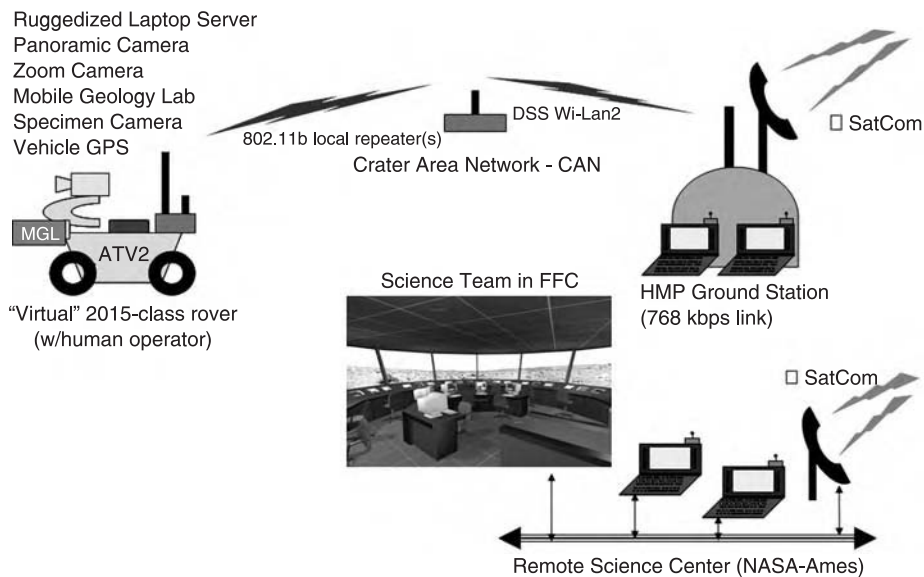 Ruggedized Laptop Server
Panoramic Camera
Zoom Camera
Mobile Geology Lab
Specimen Camera
Vehicle GPS
802.11b local repeater(s)
DSS Wi-Lan2
Crater Area Network - CAN
SatCom
MGL
ATV2
"Virtual" 2015-class rover
(w/human operator)
Science Team in FFC
HMP Ground Station
(768 kbps link)
SatCom
Remote Science Center (NASA-Ames)